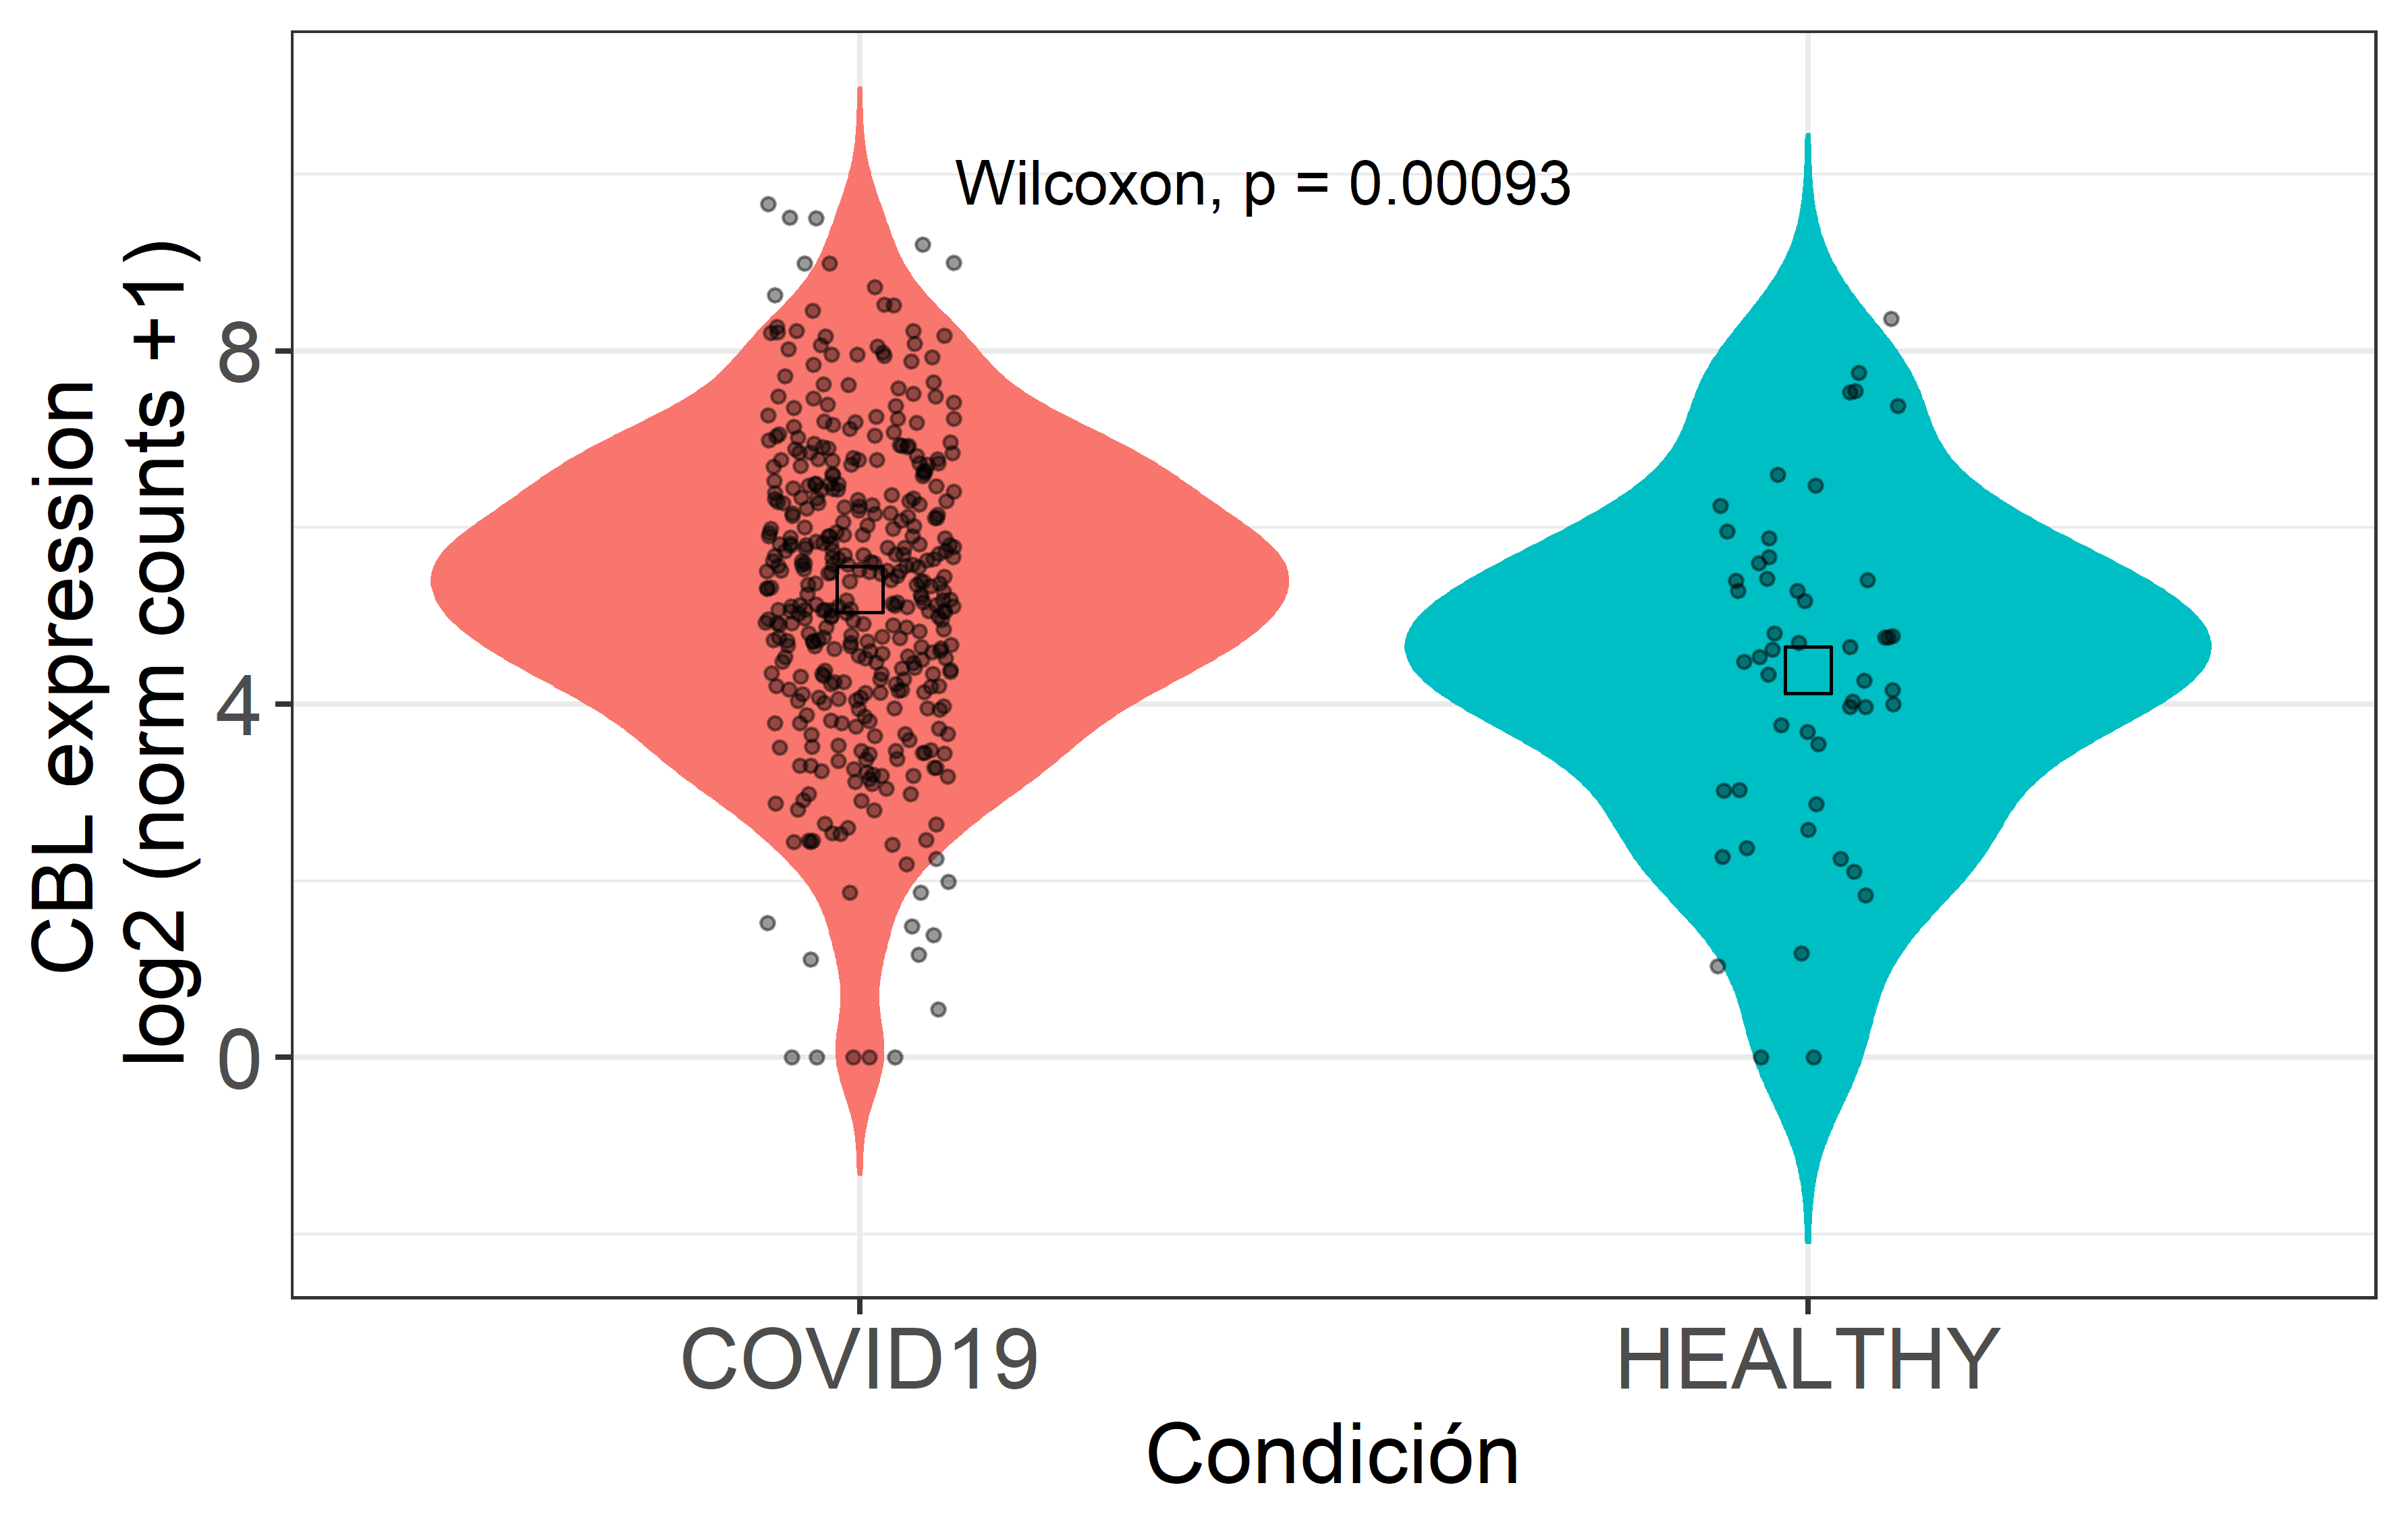 CBL expression
log2 (norm counts +1)
8
4
0
Wilcoxon, p = 0.00093
COVID19
HEALTHY
Condición